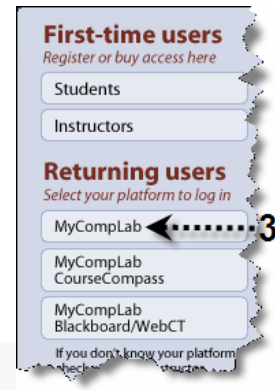 First-time users
Register or buy access here
Students
Instructors
Returning users
Select your platform to log in
MyCompLab
3
MyCompLab
CourseCompass
MyCompLab
Blackboard/WebCT
If you don't know your platform